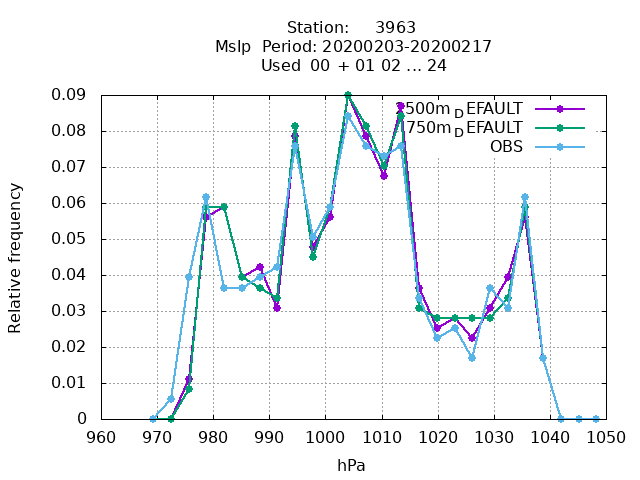 Station: 3963
Mslp Period: 20200203-20200217
Used 00 + 01 02 ... 24
500m_DEFAULT
750m_DEFAULT
OBS
Relative frequency
0.09
0.08
0.07
0.06
0.05
0.04
0.03
0.02
0.01
0
960 970 980 990 1000 1010 1020 1030 1040 1050
hPa